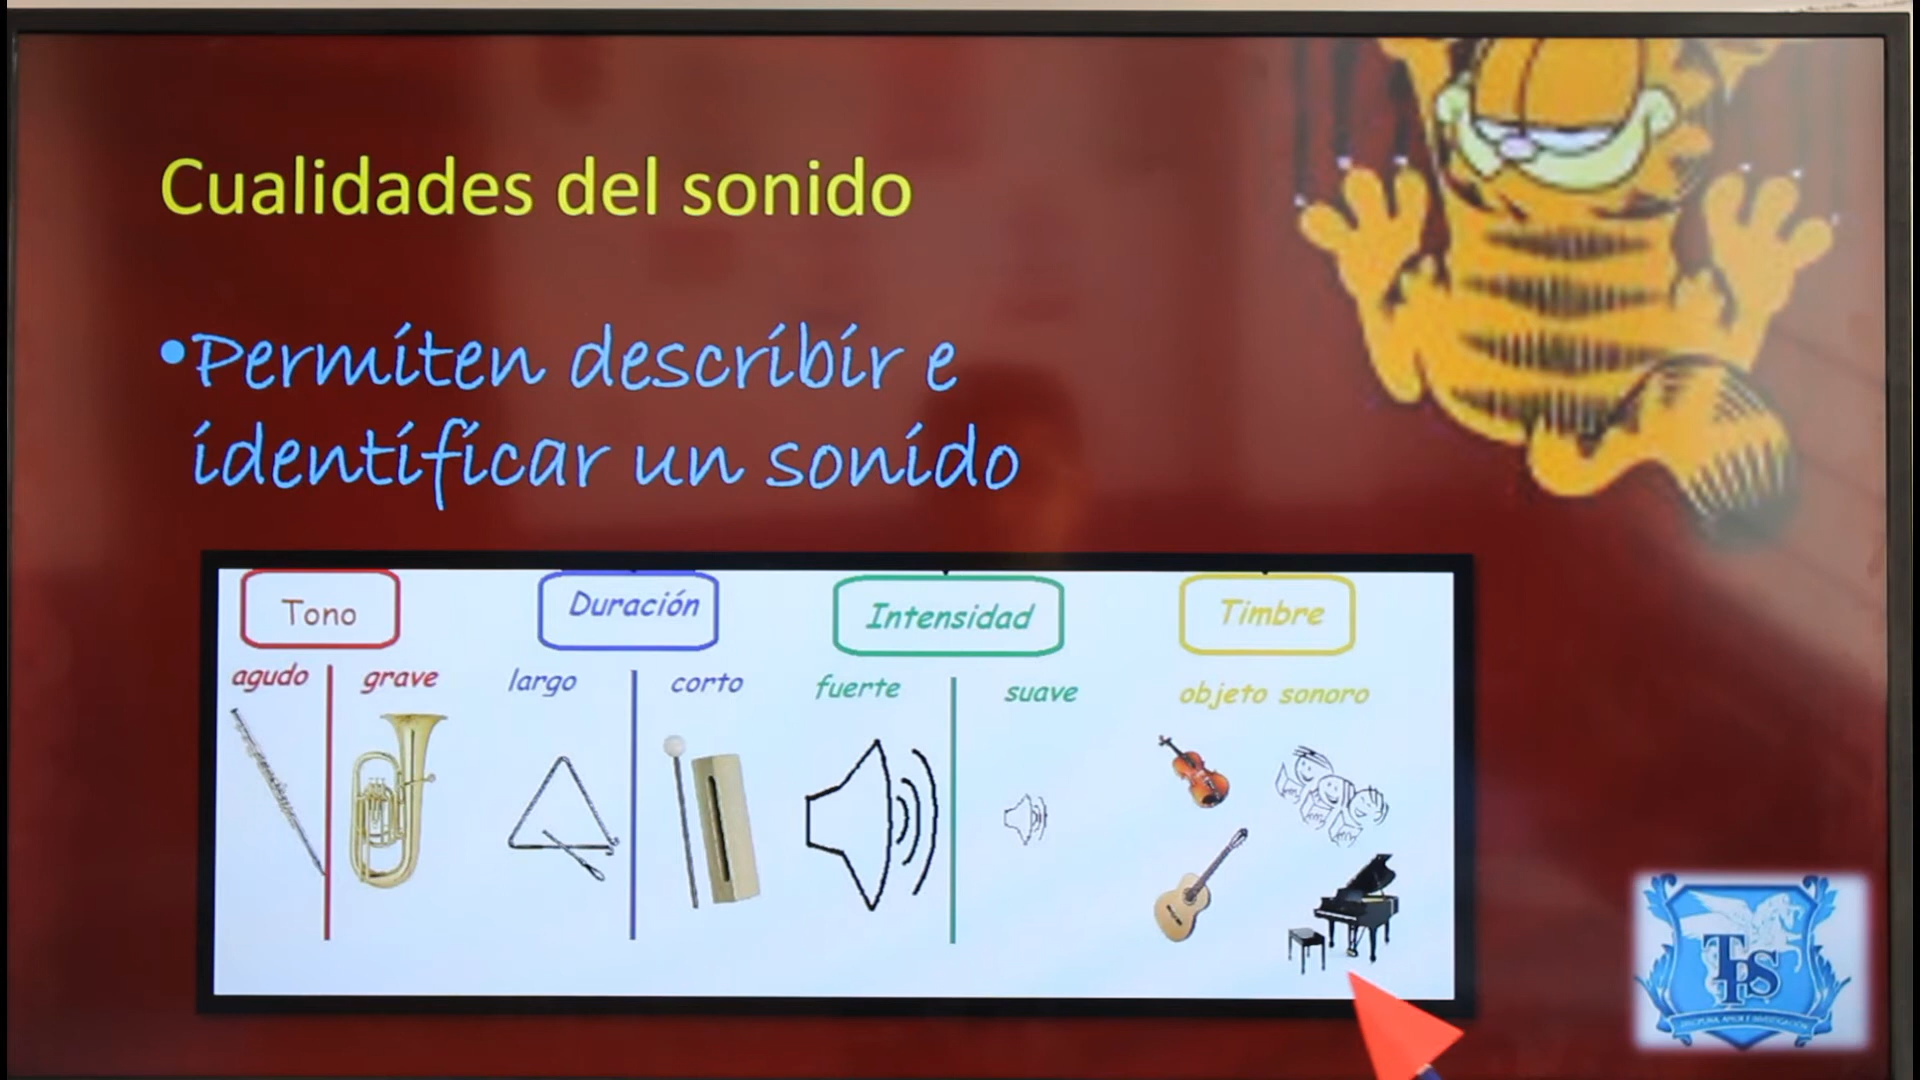 Cualidades del sonido
•Permiten describir e
identificar un sonido
Tono
agudo
grave
Duración
largo
corto
Intensidad
fuerte
suave
Timbre
objeto sonoro
TPS